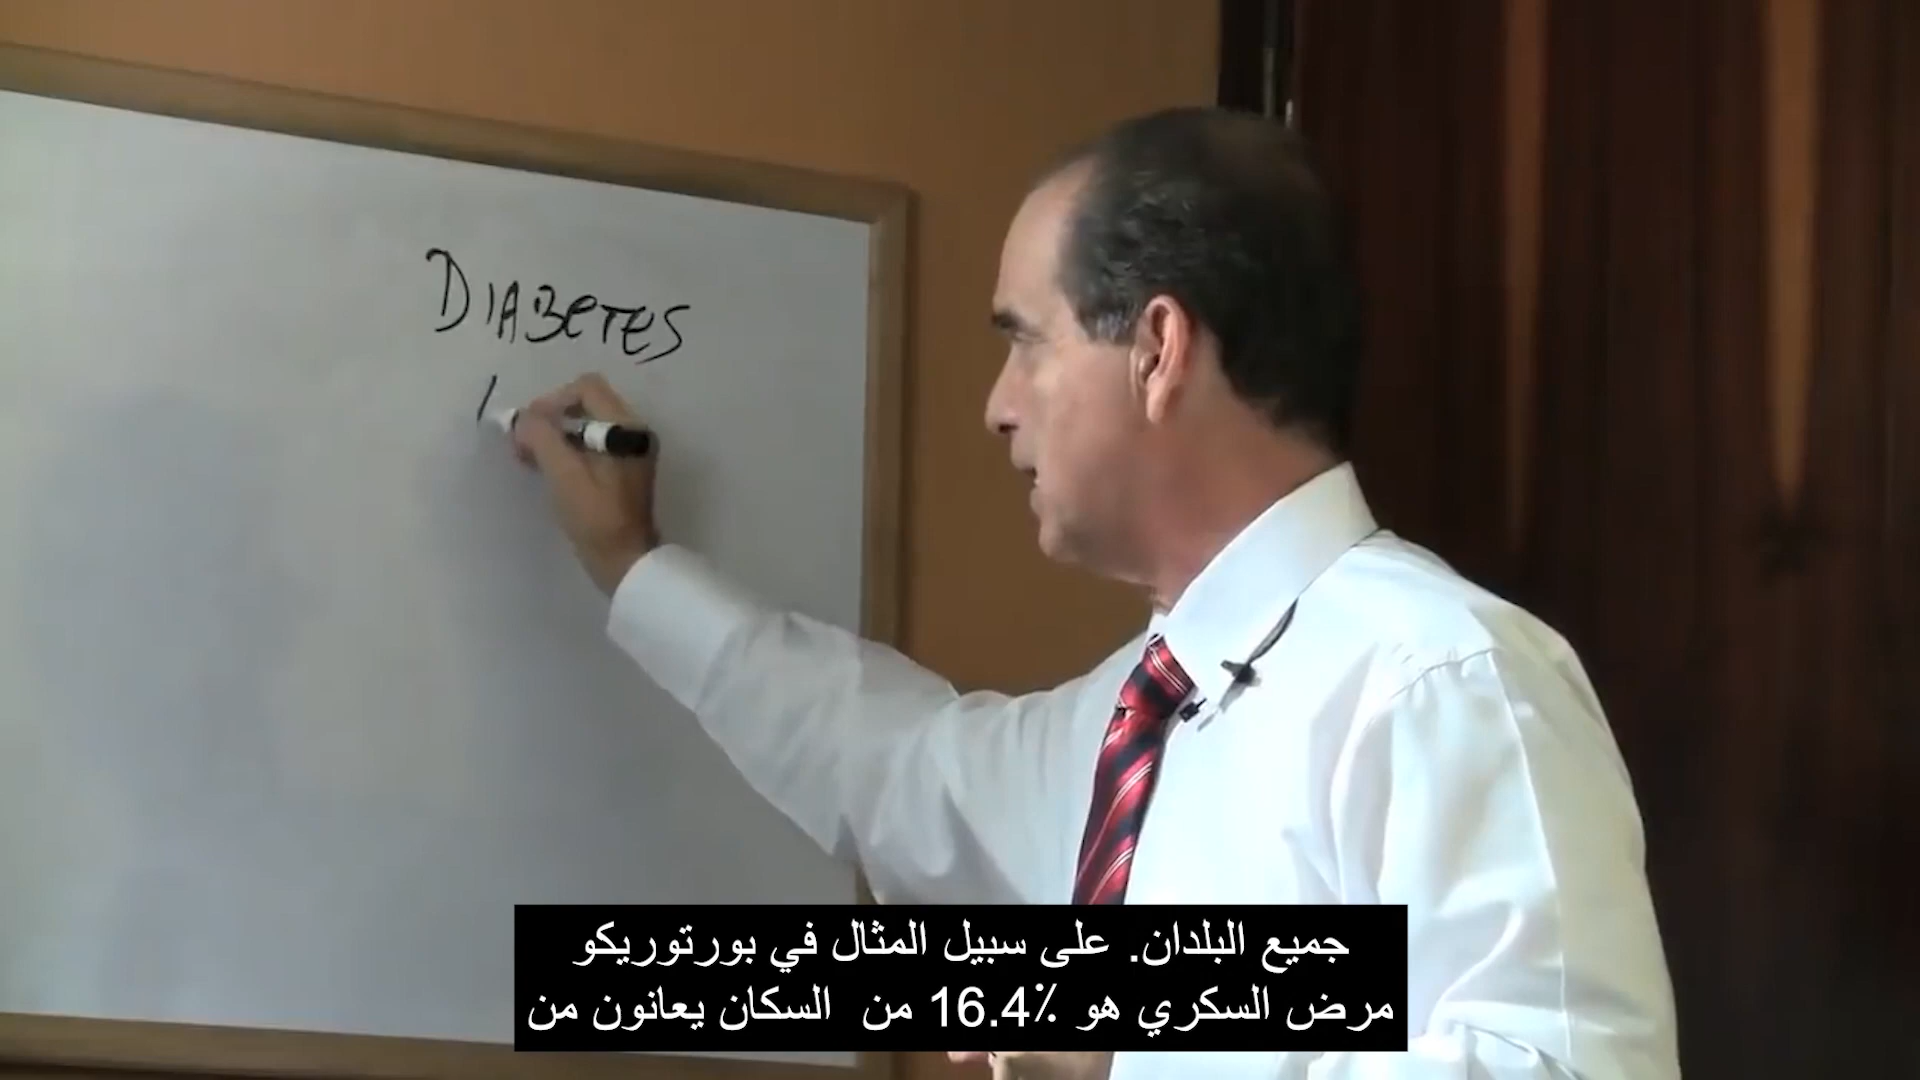 DIABETES
جميع البلدان. على سبيل المثال في بورتوريكو
مرض السكري هو 16.4٪ من السكان يعانون من